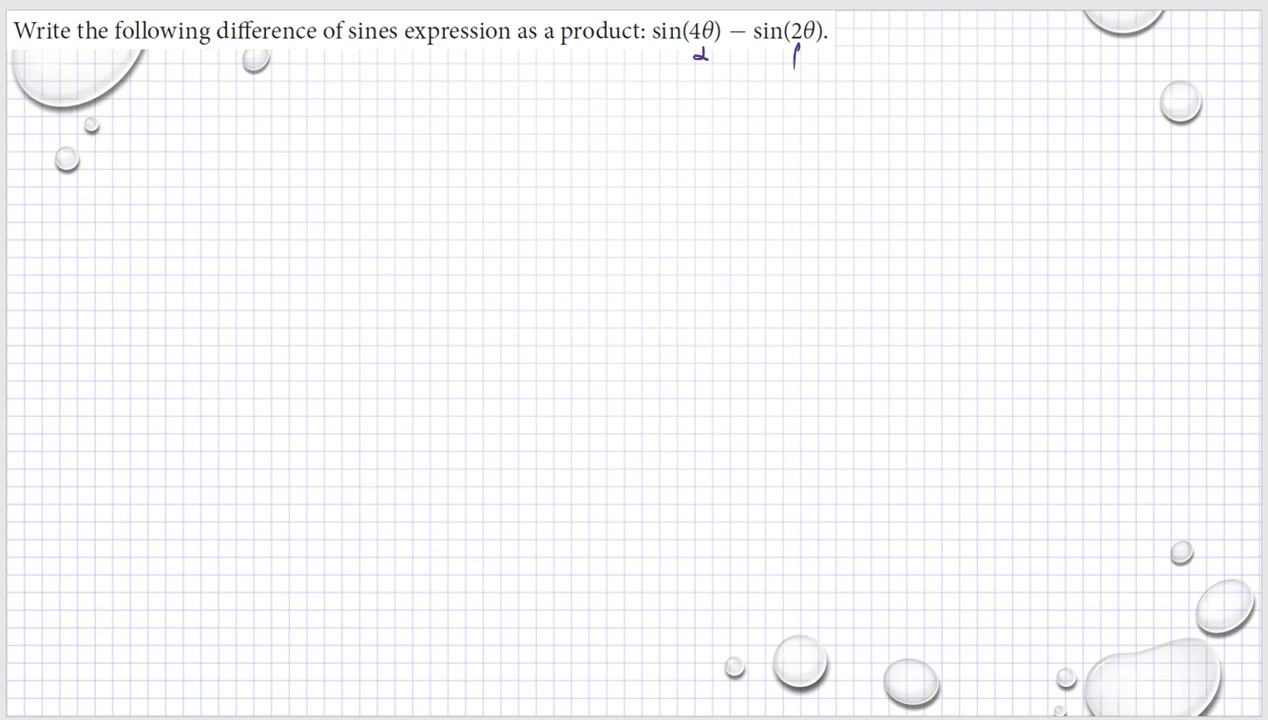 Write the following difference of sines expression as a product: sin(4θ) − sin(2θ).
α